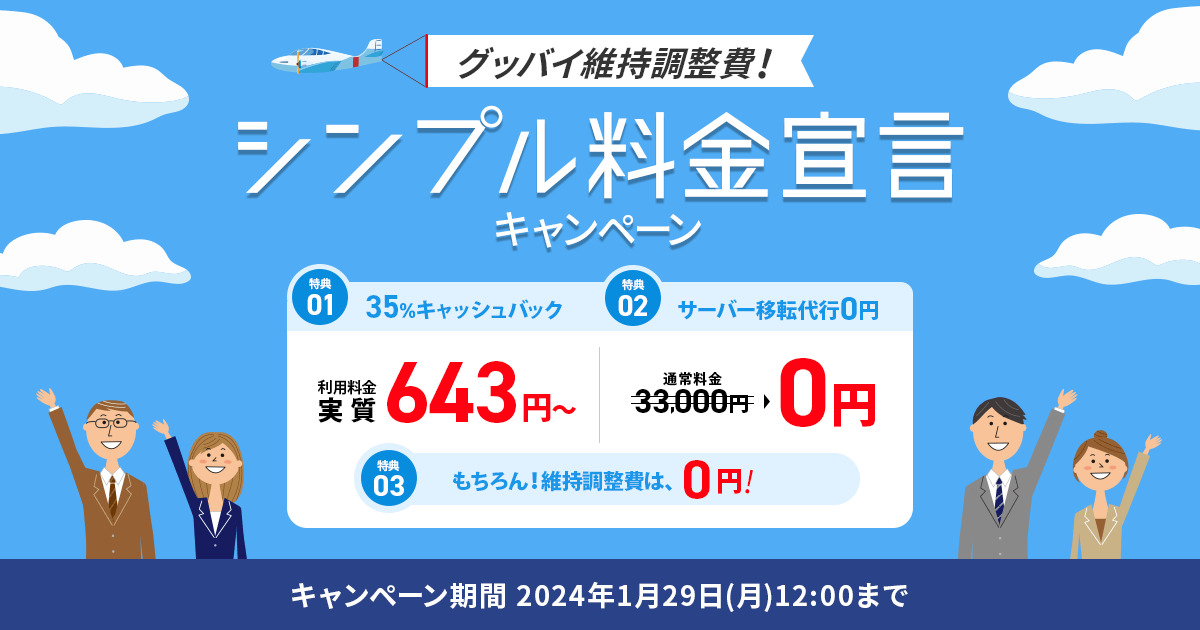 グッバイ維持調整費!
シンプル料金宣言
キャンペーン
特典
01
35%キャッシュバック
特典
02
サーバー移転代行0円
利用料金
実質
643円〜
通常料金
33,000円
0円
特典
03
もちろん!維持調整費は、0円!
キャンペーン期間 2024年1月29日(月)12:00まで